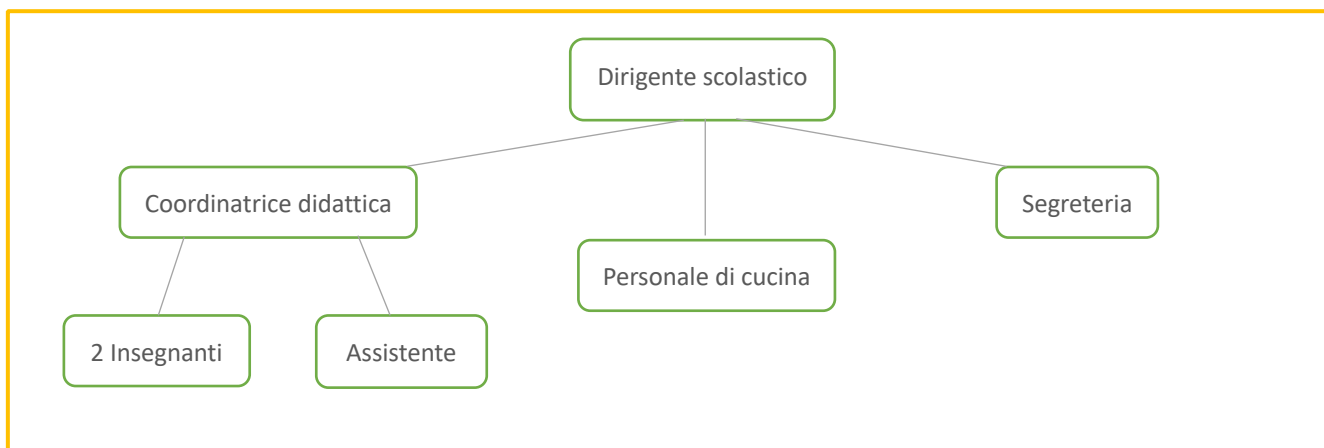 Dirigente scolastico
Coordinatrice didattica
Segreteria
Personale di cucina
2 Insegnanti
Assistente